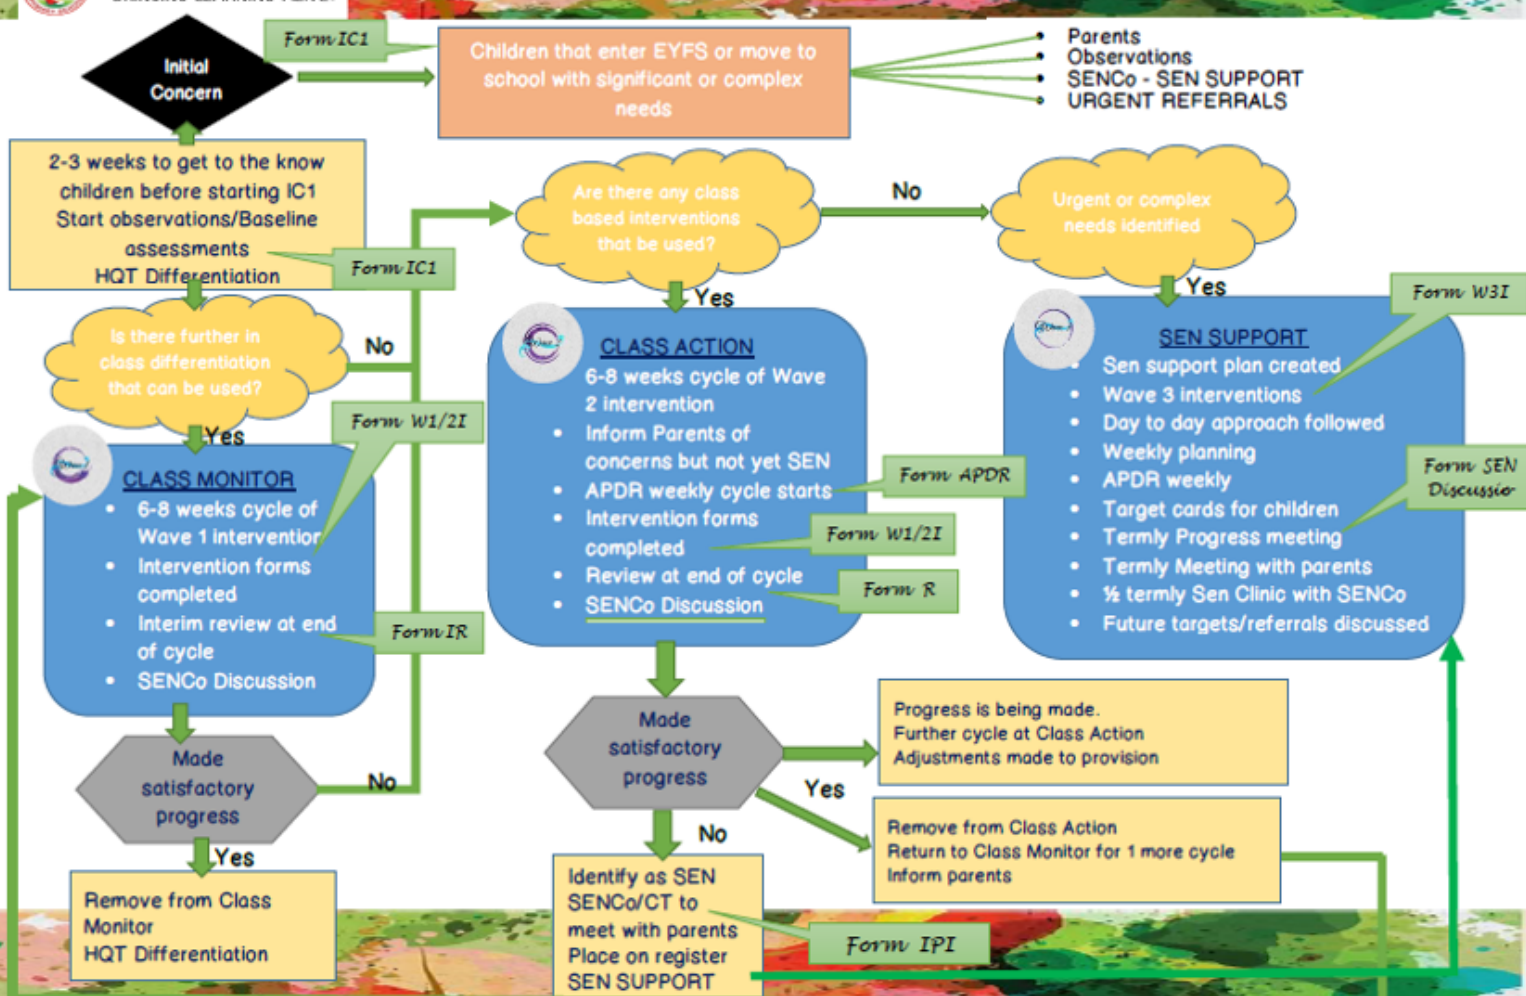 Form IC1
Initial
Concern
Children that enter EYFS or move to
school with significant or complex
needs
• Parents
• Observations
• SENCo - SEN SUPPORT
• URGENT REFERRALS
2-3 weeks to get to the know
children before starting IC1
Start observations/Baseline
assessments
HQT Differentiation
Form IC1
Is there further in
class differentiation
that can be used?
No
Yes
Form W1/2I
CLASS MONITOR
• 6-8 weeks cycle of
Wave 1 intervention
• Intervention forms
completed
• Interim review at end
of cycle
• SENCo Discussion
Form IR
Made
satisfactory
progress
No
Yes
Remove from Class
Monitor
HQT Differentiation
Are there any class
based interventions
that be used?
No
Yes
CLASS ACTION
6-8 weeks cycle of Wave
2 intervention
• Inform Parents of
concerns but not yet SEN
• APDR weekly cycle starts
• Intervention forms
completed
• Review at end of cycle
• SENCo Discussion
Form APDR
Form W1/2I
Form R
Made
satisfactory
progress
Yes
No
Progress is being made.
Further cycle at Class Action
Adjustments made to provision
Remove from Class Action
Return to Class Monitor for 1 more cycle
Inform parents
Identify as SEN
SENCo/CT to
meet with parents
Place on register
SEN SUPPORT
Form IPI
Urgent or complex
needs identified
Yes
Form W3I
SEN SUPPORT
• Sen support plan created
• Wave 3 interventions
• Day to day approach followed
• Weekly planning
• APDR weekly
• Target cards for children
• Termly Progress meeting
• Termly Meeting with parents
• ½ termly Sen Clinic with SENCo
• Future targets/referrals discussed
Form SEN
Discussio